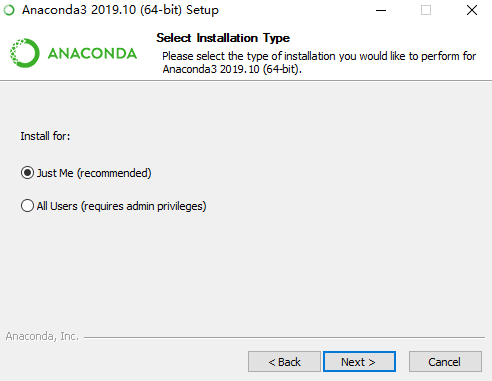 Anaconda3 2019.10 (64-bit) Setup
ANACONDA
Select Installation Type
Please select the type of installation you would like to perform for
Anaconda3 2019.10 (64-bit).
Install for:
Just Me (recommended)
All Users (requires admin privileges)
Anaconda, Inc.
< Back
Next >
Cancel